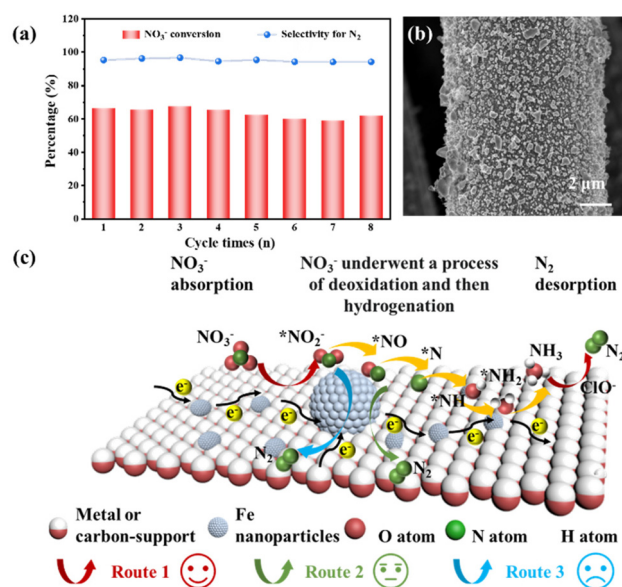 (a)
NO₃⁻ conversion
Selectivity for N₂
120
100
80
60
40
20
0
Percentage (%)
1 2 3 4 5 6 7 8
Cycle times (n)
(b)
2 μm
(c)
NO₃⁻
absorption
NO₃⁻ underwent a process
of deoxidation and then
hydrogenation
N₂
desorption
NO₃⁻
*NO₂⁻
*NO
*N
*NH
*NH₂
NH₃
N₂
ClO⁻
e⁻
e⁻
e⁻
e⁻
e⁻
e⁻
e⁻
N₂
N₂
Metal or
carbon-support
Fe
nanoparticles
O atom
N atom
H atom
Route 1
Route 2
Route 3